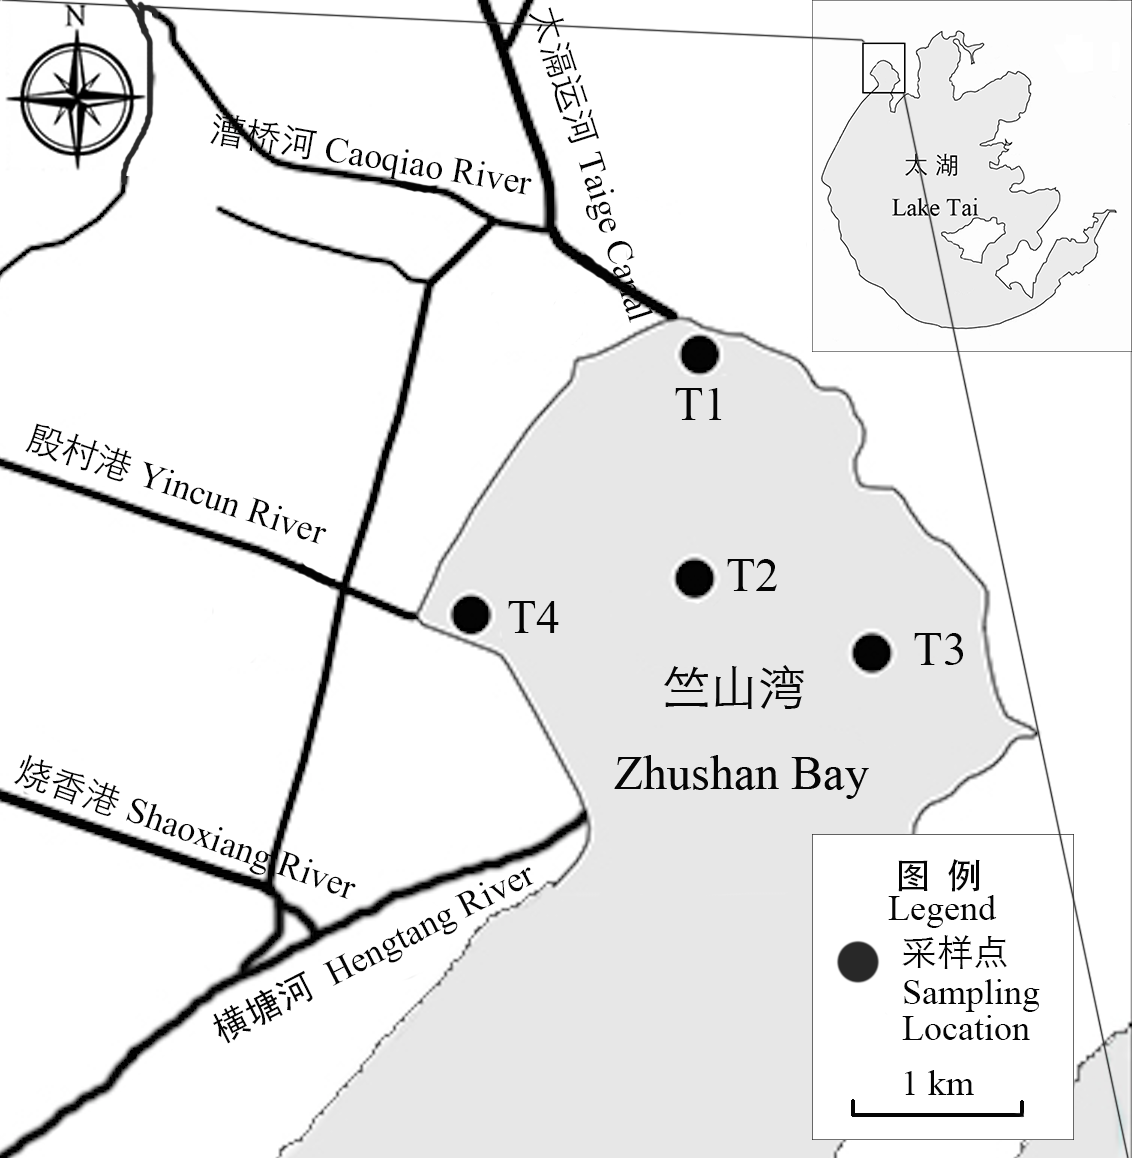 N
太滆运河 Taige Canal
漕桥河 Caoqiao River
太 湖
Lake Tai
T1
殷村港 Yincun River
T2
T4
T3
竺山湾
Zhushan Bay
烧香港 Shaoxiang River
横塘河 Hengtang River
图 例
Legend
采样点
Sampling
Location
1 km